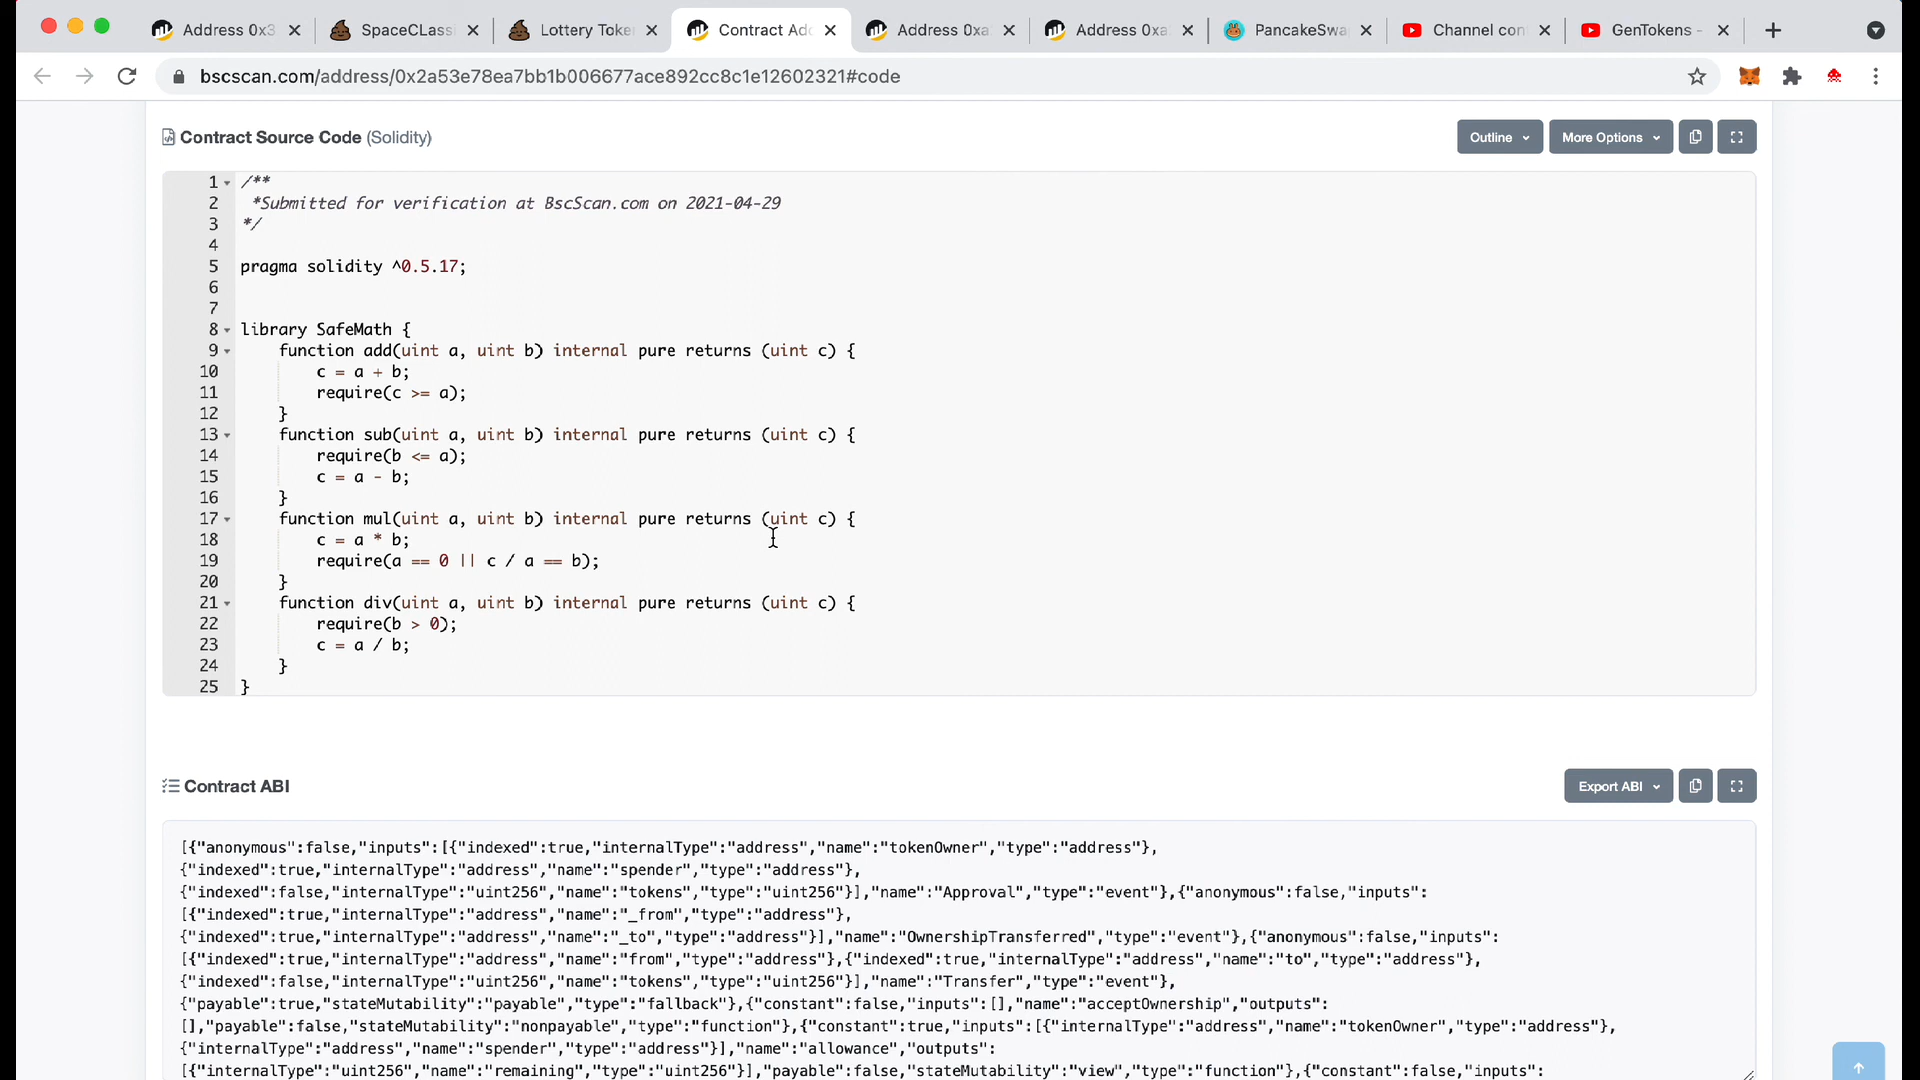 Address 0x3
SpaceCLass
Lottery Toke
Contract Add
Address 0xa
Address 0xa
PancakeSwa
Channel con
GenTokens -
bscscan.com/address/0x2a53e78ea7bb1b006677ace892cc8c1e12602321#code
Contract Source Code (Solidity)
Outline
More Options
1 /**
2 *Submitted for verification at BscScan.com on 2021-04-29
3 */
4
5 pragma solidity ^0.5.17;
6
7
8 library SafeMath {
9 function add(uint a, uint b) internal pure returns (uint c) {
10 c = a + b;
11 require(c >= a);
12 }
13 function sub(uint a, uint b) internal pure returns (uint c) {
14 require(b <= a);
15 c = a - b;
16 }
17 function mul(uint a, uint b) internal pure returns (uint c) {
18 c = a * b;
19 require(a == 0 || c / a == b);
20 }
21 function div(uint a, uint b) internal pure returns (uint c) {
22 require(b > 0);
23 c = a / b;
24 }
25 }
Contract ABI
Export ABI
[{"anonymous":false,"inputs":[{"indexed":true,"internalType":"address","name":"tokenOwner","type":"address"},
{"indexed":true,"internalType":"address","name":"spender","type":"address"},
{"indexed":false,"internalType":"uint256","name":"tokens","type":"uint256"}],"name":"Approval","type":"event"},{"anonymous":false,"inputs":
[{"indexed":true,"internalType":"address","name":"_from","type":"address"},
{"indexed":true,"internalType":"address","name":"_to","type":"address"}],"name":"OwnershipTransferred","type":"event"},{"anonymous":false,"inputs":
[{"indexed":true,"internalType":"address","name":"from","type":"address"},{"indexed":true,"internalType":"address","name":"to","type":"address"},
{"indexed":false,"internalType":"uint256","name":"tokens","type":"uint256"}],"name":"Transfer","type":"event"},
{"payable":true,"stateMutability":"payable","type":"fallback"},{"constant":false,"inputs":[],"name":"acceptOwnership","outputs":
[],"payable":false,"stateMutability":"nonpayable","type":"function"},{"constant":true,"inputs":[{"internalType":"address","name":"tokenOwner","type":"address"},
{"internalType":"address","name":"spender","type":"address"}],"name":"allowance","outputs":
[{"internalType":"uint256","name":"remaining","type":"uint256"}],"payable":false,"stateMutability":"view","type":"function"},{"constant":false,"inputs":